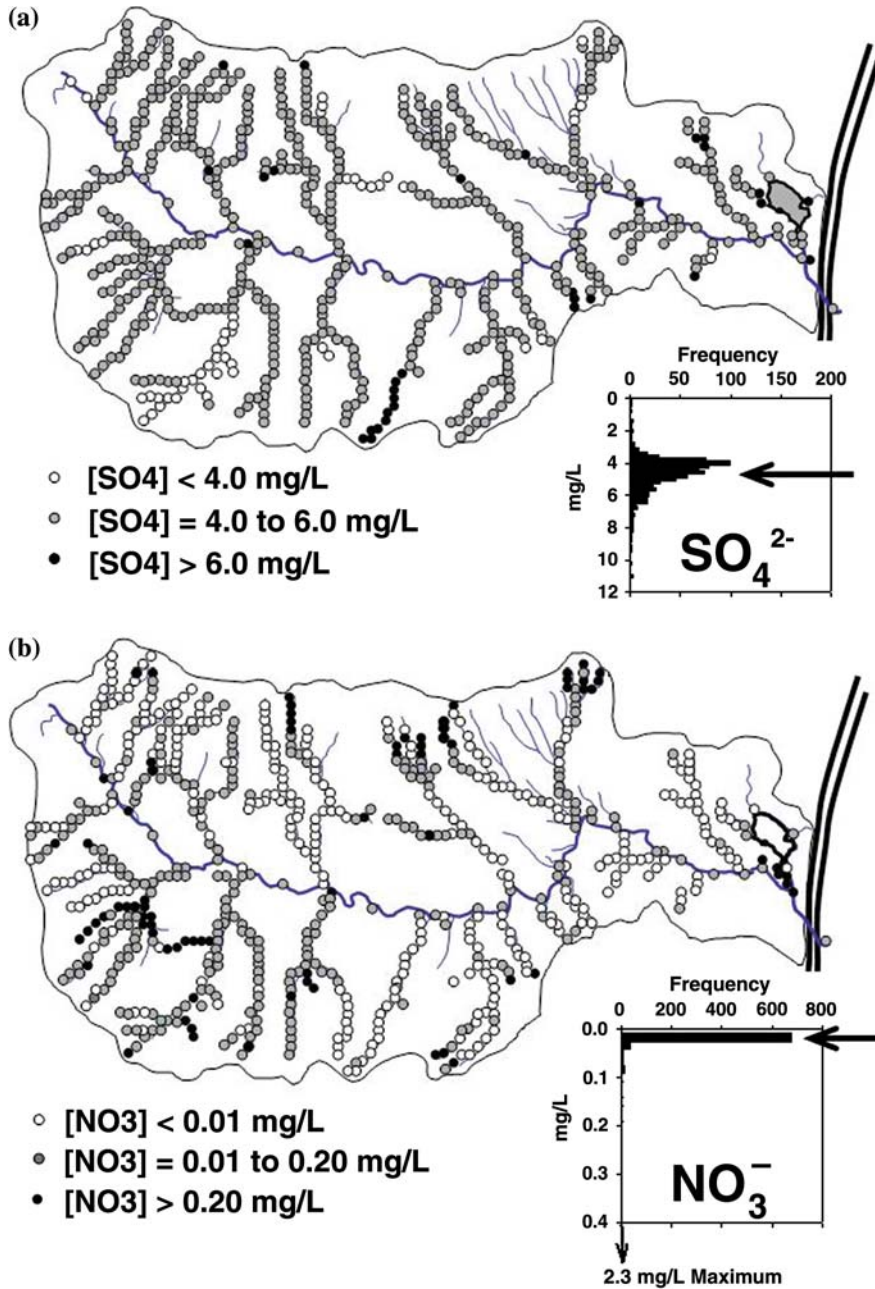 (a)
Frequency
0 50 100 150 200
0
2
4
6
8
10
12
mg/L
SO4 2-
[SO4] < 4.0 mg/L
[SO4] = 4.0 to 6.0 mg/L
[SO4] > 6.0 mg/L
(b)
Frequency
0 200 400 600 800
0.0
0.1
0.2
0.3
0.4
mg/L
NO3 −
2.3 mg/L Maximum
[NO3] < 0.01 mg/L
[NO3] = 0.01 to 0.20 mg/L
[NO3] > 0.20 mg/L